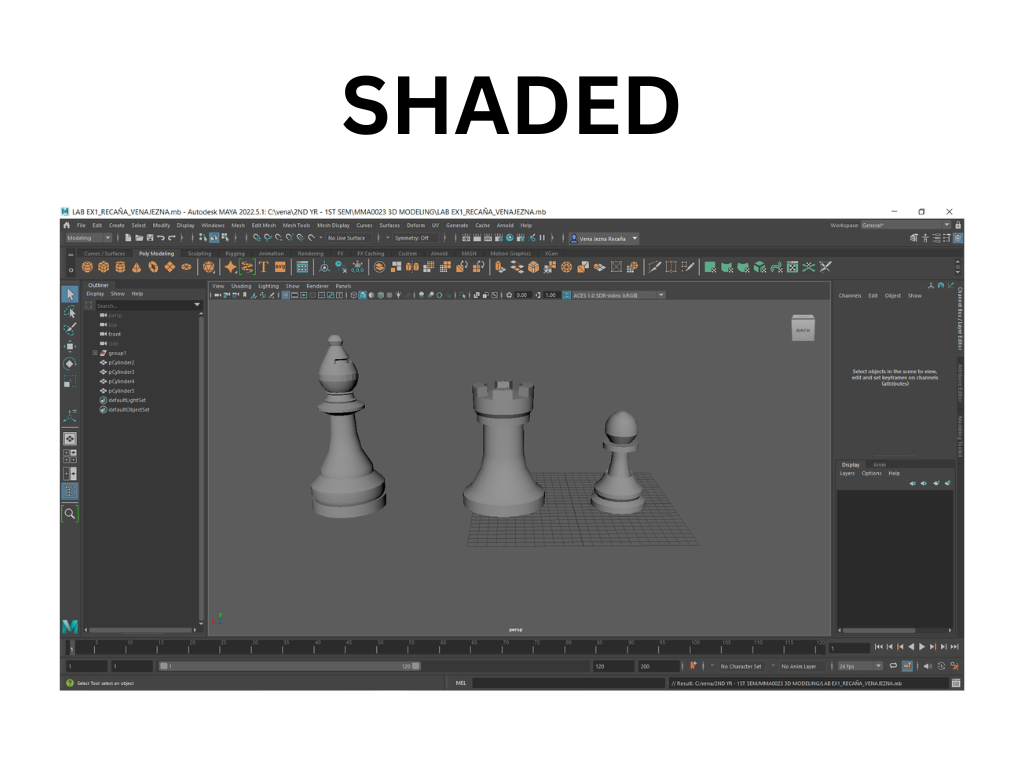 SHADED
LAB EX1_RECAÑA_VENAJEZNA.mb - Autodesk MAYA 2022.5.1: C:\vena\2ND YR - 1ST SEM\MMA0023 3D MODELING\LAB EX1_RECAÑA_VENAJEZNA.mb
File Edit Create Select Modify Display Windows Mesh Edit Mesh Mesh Tools Mesh Display Curves Surfaces Deform UV Generate Cache Arnold Help
Workspace: General*
Modeling No Live Surface Symmetry: Off Vena Jezna Recaña
Curves / Surfaces Poly Modeling Sculpting Rigging Animation Rendering FX FX Caching Custom Arnold MASH Motion Graphics XGen
Outliner
Display Show Help
Search...
persp
top
front
side
group1
pCylinder2
pCylinder3
pCylinder4
pCylinder5
defaultLightSet
defaultObjectSet
View Shading Lighting Show Renderer Panels
0.00 1.00 ACES 1.0 SDR-video (sRGB)
BACK
persp
Channels Edit Object Show
Select objects in the scene to view,
edit and set keyframes on channels
(attributes)
Channel Box / Layer Editor
Attribute Editor
Modeling Toolkit
Display Anim
Layers Options Help
5 10 15 20 25 30 35 40 45 50 55 60 65 70 75 80 85 90 95 100 105 110 115 120
1
1
1 1 1 120 120 200 No Character Set No Anim Layer 24 fps
Select Tool: select an object
MEL
// Result: C:/vena/2ND YR - 1ST SEM/MMA0023 3D MODELING/LAB EX1_RECAÑA_VENAJEZNA.mb